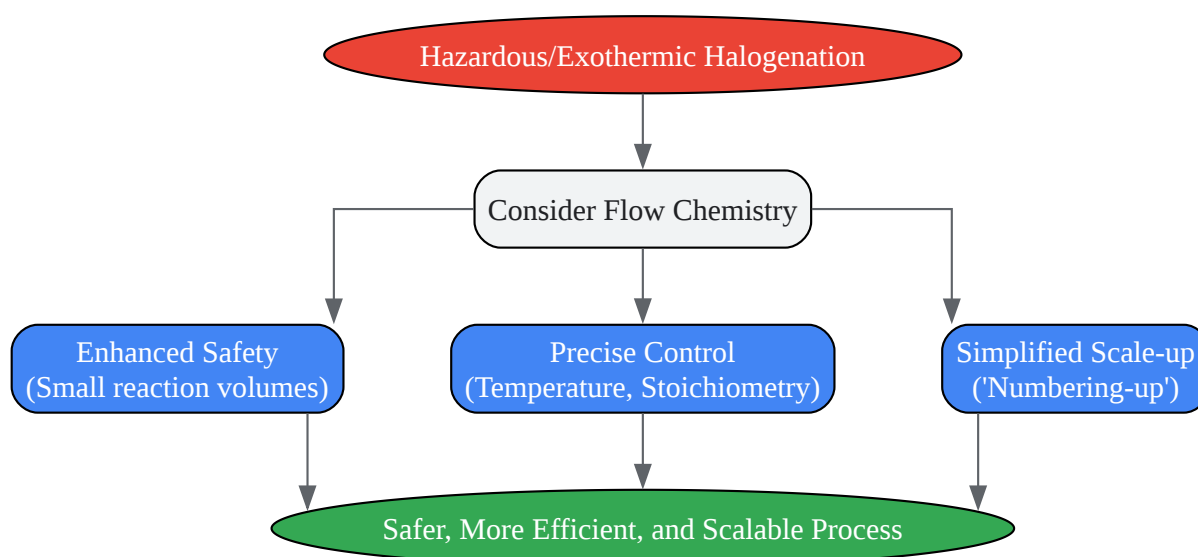 Hazardous/Exothermic Halogenation
Consider Flow Chemistry
Enhanced Safety
(Small reaction volumes)
Precise Control
(Temperature, Stoichiometry)
Simplified Scale-up
('Numbering-up')
Safer, More Efficient, and Scalable Process